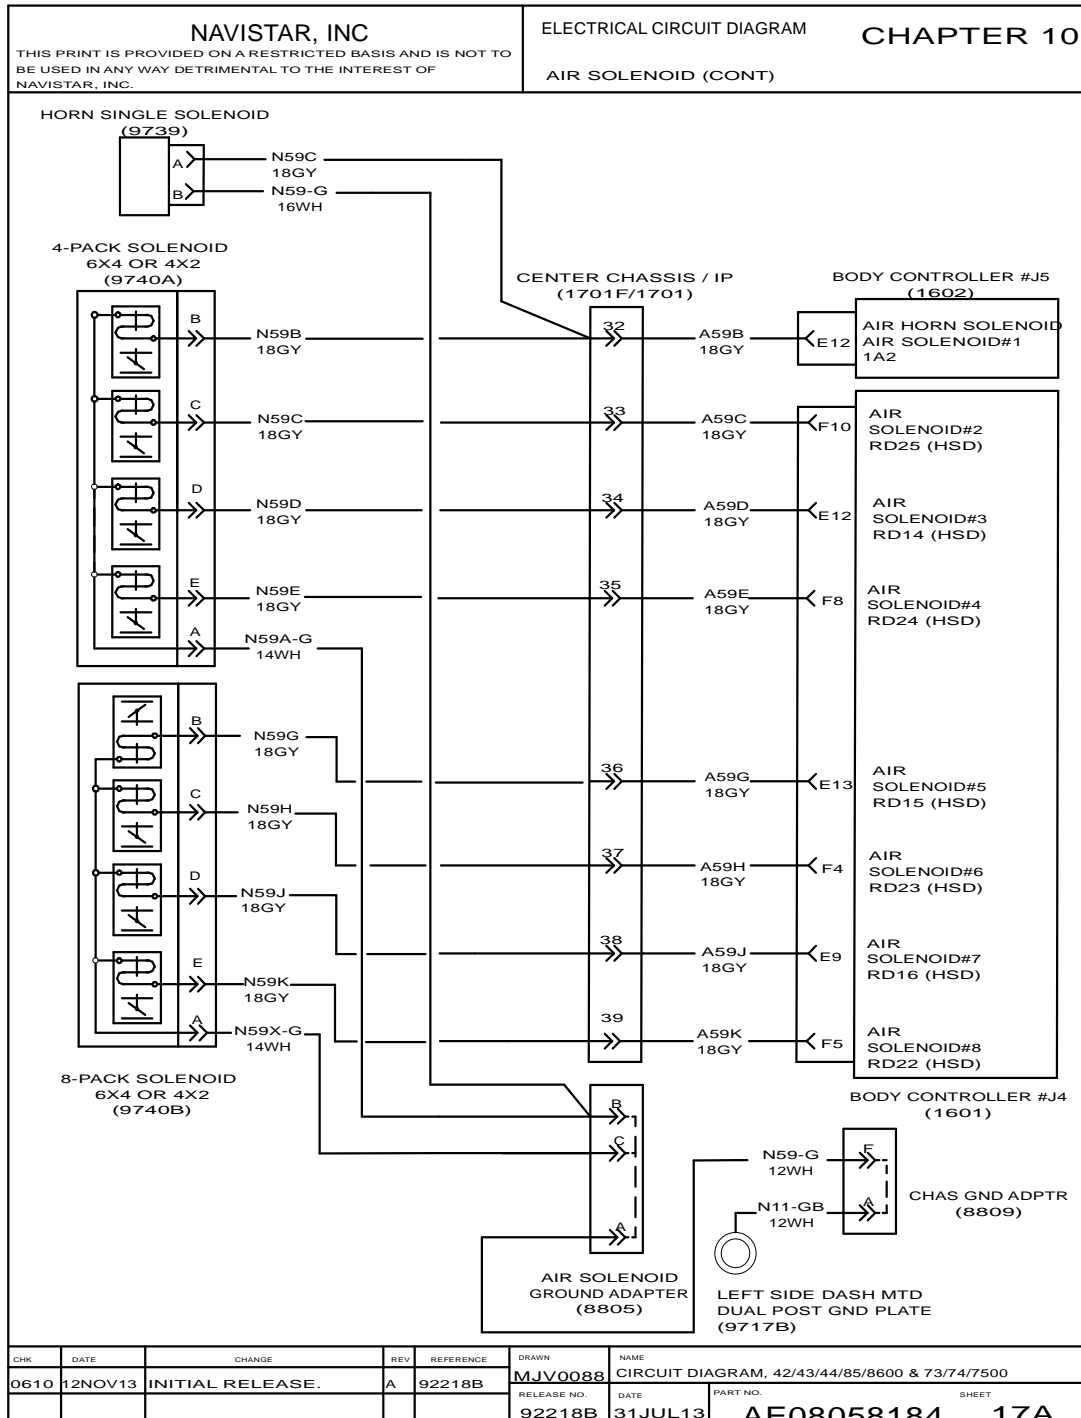 NAVISTAR, INC
THIS PRINT IS PROVIDED ON A RESTRICTED BASIS AND IS NOT TO
BE USED IN ANY WAY DETRIMENTAL TO THE INTEREST OF
NAVISTAR, INC.
ELECTRICAL CIRCUIT DIAGRAM
CHAPTER 10
AIR SOLENOID (CONT)
HORN SINGLE SOLENOID
(9739)
A
N59C
18GY
B
N59-G
16WH
4-PACK SOLENOID
6X4 OR 4X2
(9740A)
CENTER CHASSIS / IP
(1701F/1701)
BODY CONTROLLER #J5
(1602)
B
N59B
18GY
32
A59B
18GY
E12
AIR HORN SOLENOID
AIR SOLENOID#1
1A2
C
N59C
18GY
33
A59C
18GY
F10
AIR
SOLENOID#2
RD25 (HSD)
D
N59D
18GY
34
A59D
18GY
E12
AIR
SOLENOID#3
RD14 (HSD)
E
N59E
18GY
35
A59E
18GY
F8
AIR
SOLENOID#4
RD24 (HSD)
A
N59A-G
14WH
B
N59G
18GY
36
A59G
18GY
E13
AIR
SOLENOID#5
RD15 (HSD)
C
N59H
18GY
37
A59H
18GY
F4
AIR
SOLENOID#6
RD23 (HSD)
D
N59J
18GY
38
A59J
18GY
E9
AIR
SOLENOID#7
RD16 (HSD)
E
N59K
18GY
39
A59K
18GY
F5
AIR
SOLENOID#8
RD22 (HSD)
A
N59X-G
14WH
8-PACK SOLENOID
6X4 OR 4X2
(9740B)
BODY CONTROLLER #J4
(1601)
B
C
A
AIR SOLENOID
GROUND ADAPTER
(8805)
N59-G
12WH
F
N11-GB
12WH
A
CHAS GND ADPTR
(8809)
LEFT SIDE DASH MTD
DUAL POST GND PLATE
(9717B)
CHK
DATE
CHANGE
REV
REFERENCE
0610
12NOV13
INITIAL RELEASE.
A
92218B
DRAWN
MJV0088
NAME
CIRCUIT DIAGRAM, 42/43/44/85/8600 & 73/74/7500
RELEASE NO.
92218B
DATE
31JUL13
PART NO.
AE08058184
SHEET
17A